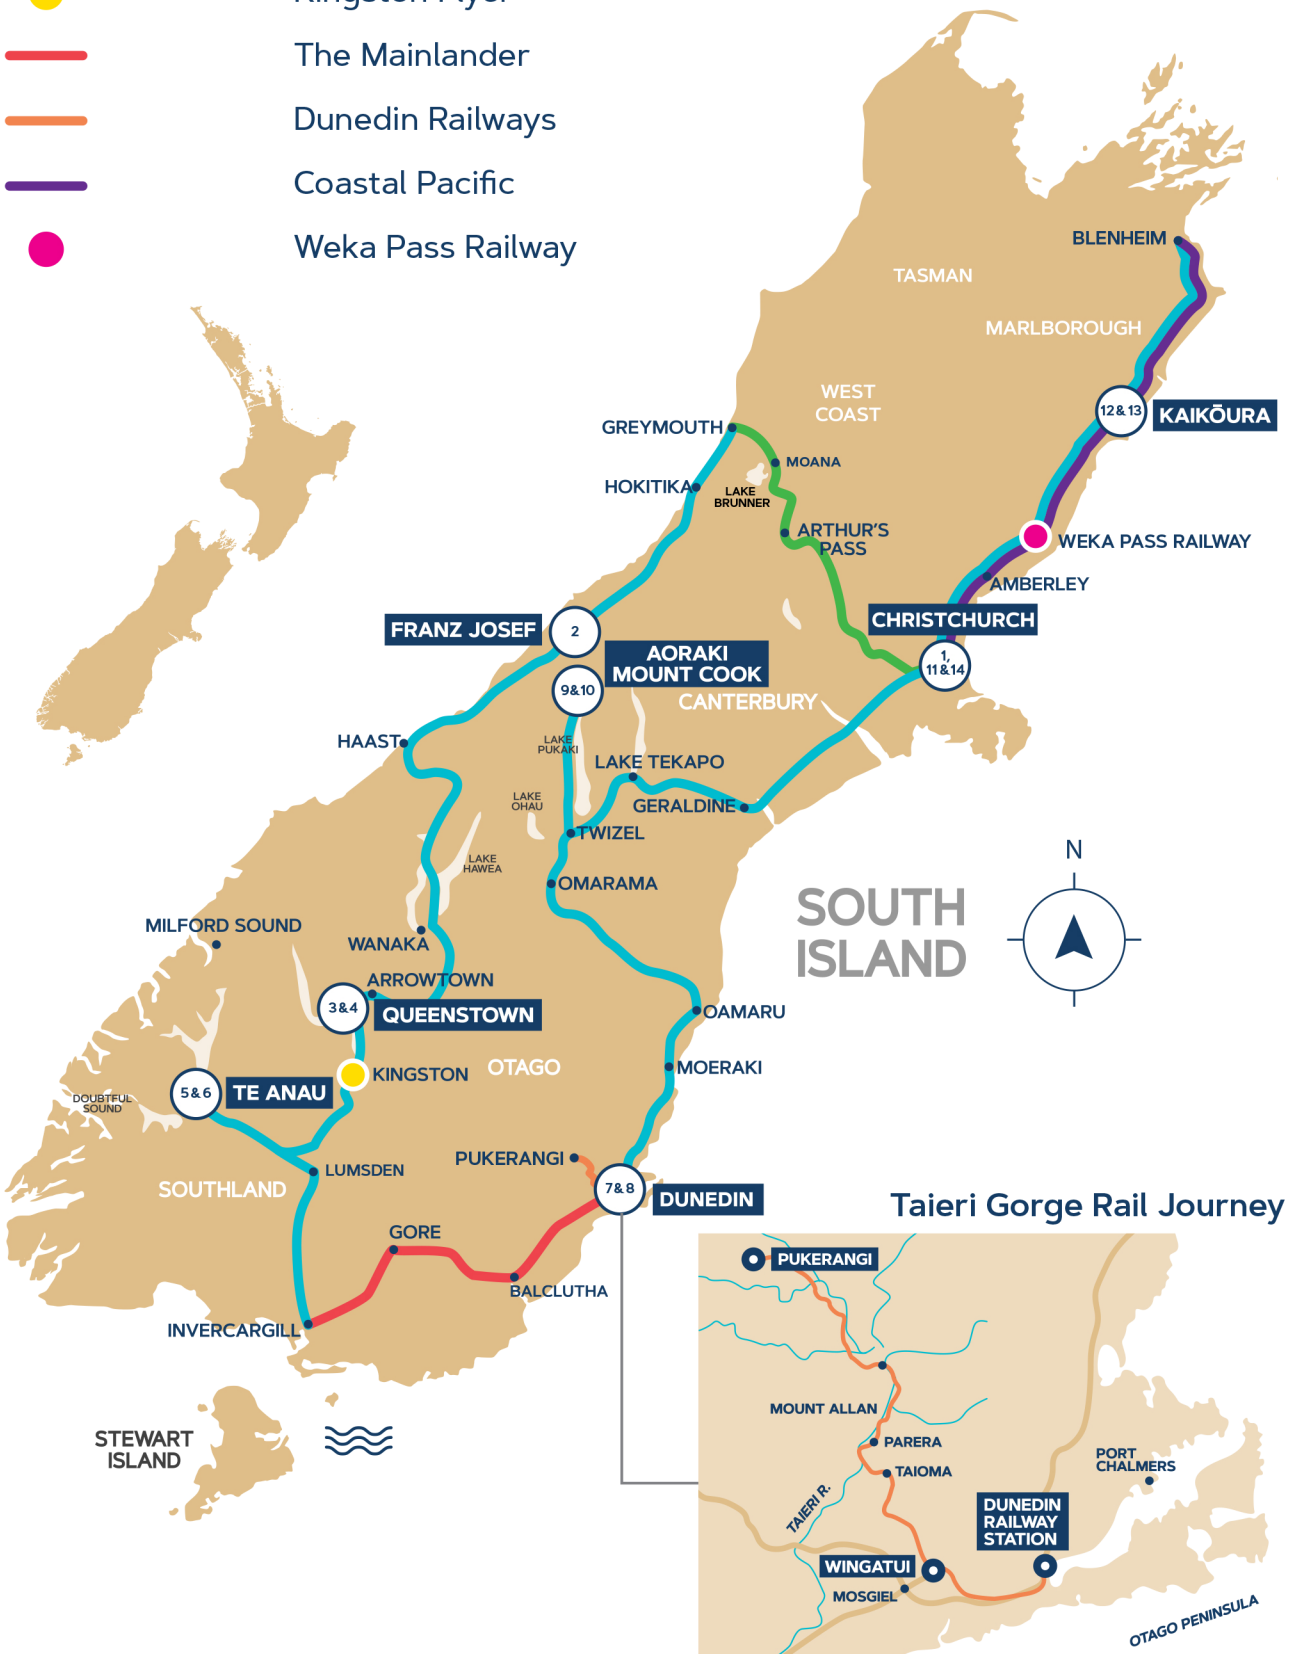 Kingston Flyer
The Mainlander
Dunedin Railways
Coastal Pacific
Weka Pass Railway
BLENHEIM
TASMAN
MARLBOROUGH
WEST
COAST
12 & 13
KAIKŌURA
GREYMOUTH
MOANA
HOKITIKA
LAKE
BRUNNER
ARTHUR'S
PASS
WEKA PASS RAILWAY
AMBERLEY
CHRISTCHURCH
1,
11 & 14
FRANZ JOSEF
2
AORAKI
MOUNT COOK
9 & 10
CANTERBURY
HAAST
LAKE
PUKAKI
LAKE TEKAPO
LAKE
OHAU
GERALDINE
TWIZEL
LAKE
HAWEA
OMARAMA
N
SOUTH
ISLAND
MILFORD SOUND
WANAKA
ARROWTOWN
3 & 4
QUEENSTOWN
OAMARU
OTAGO
MOERAKI
KINGSTON
5 & 6
TE ANAU
DOUBTFUL
SOUND
PUKERANGI
LUMSDEN
SOUTHLAND
7 & 8
DUNEDIN
GORE
BALCLUTHA
INVERCARGILL
STEWART
ISLAND
Taieri Gorge Rail Journey
PUKERANGI
MOUNT ALLAN
PARERA
TAIOMA
PORT
CHALMERS
TAIERI R.
DUNEDIN
RAILWAY
STATION
WINGATUI
MOSGIEL
OTAGO PENINSULA